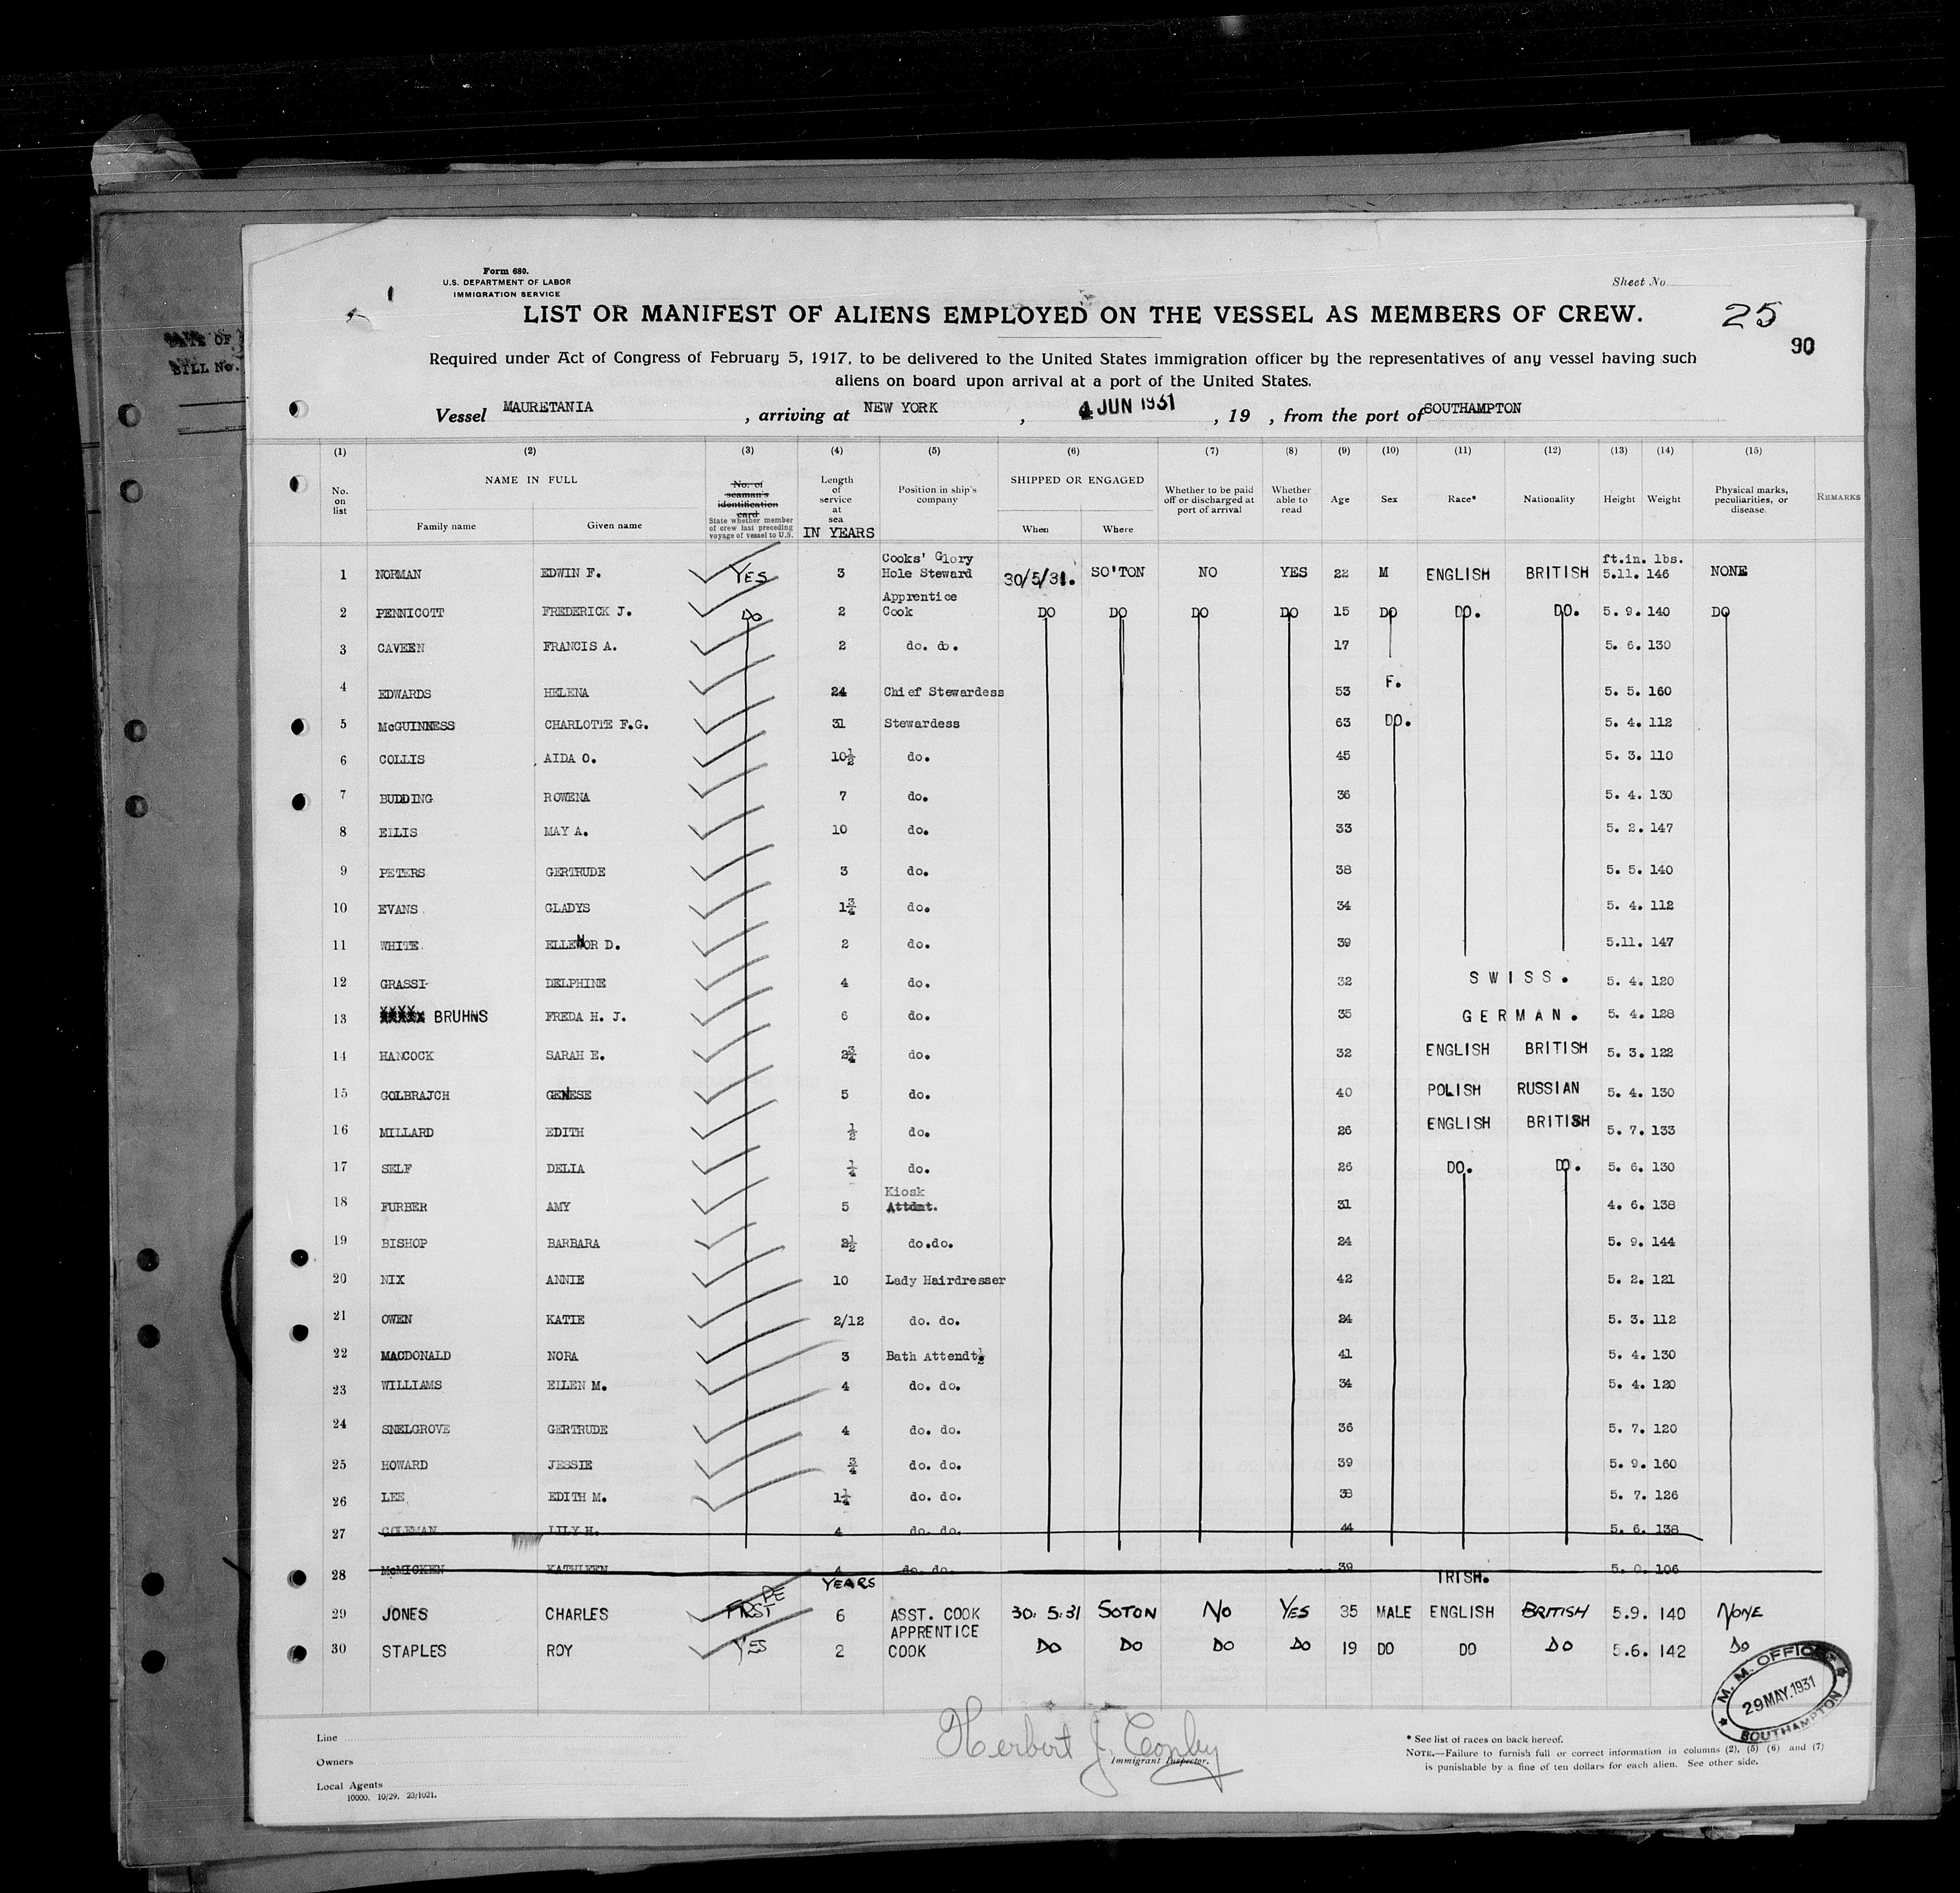 Form 680.
U.S. DEPARTMENT OF LABOR
IMMIGRATION SERVICE
Sheet No.
LIST OR MANIFEST OF ALIENS EMPLOYED ON THE VESSEL AS MEMBERS OF CREW.
25
90
OF
BILL No.
Required under Act of Congress of February 5, 1917, to be delivered to the United States immigration officer by the representatives of any vessel having such
aliens on board upon arrival at a port of the United States.
Vessel MAURETANIA , arriving at NEW YORK , 4 JUN 1931 , 19 , from the port of SOUTHAMPTON
(1) (2) (3) (4) (5) (6) (7) (8) (9) (10) (11) (12) (13) (14) (15)
No. on list NAME IN FULL Family name Given name No. of seaman's identification card State whether member of crew last preceding voyage of vessel to U.S. Length of service at sea IN YEARS Position in ship's company SHIPPED OR ENGAGED When Where Whether to be paid off or discharged at port of arrival Whether able to read Age Sex Race* Nationality Height Weight Physical marks, peculiarities, or disease REMARKS
ft.in. lbs.
1 NORMAN EDWIN F. YES 3 Cooks' Glory Hole Steward 30/5/31. SO'TON NO YES 22 M ENGLISH BRITISH 5.11. 146 NONE
2 PENNICOTT FREDERICK J. DO 2 Apprentice Cook DO DO DO DO 15 DO DO. DO. 5. 9. 140 DO
3 CAVEEN FRANCIS A. 2 do. do. 17 5. 6. 130
4 EDWARDS HELENA 24 Chief Stewardess 53 F. 5. 5. 160
5 McGUINNESS CHARLOTTE F.G. 31 Stewardess 63 DO. 5. 4. 112
6 COLLIS AIDA O. 10½ do. 45 5. 3. 110
7 BUDDING ROWENA 7 do. 36 5. 4. 130
8 ELLIS MAY A. 10 do. 33 5. 2. 147
9 PETERS GERTRUDE 3 do. 38 5. 5. 140
10 EVANS GLADYS 1¾ do. 34 5. 4. 112
11 WHITE ELLENOR D. 2 do. 39 5.11. 147
12 GRASSI DELPHINE 4 do. 32 SWISS. 5. 4. 120
13 XXXXX BRUHNS FREDA H. J. 6 do. 35 GERMAN. 5. 4. 128
14 HANCOCK SARAH E. 2¾ do. 32 ENGLISH BRITISH 5. 3. 122
15 GOLBRAJCH GENESE 5 do. 40 POLISH RUSSIAN 5. 4. 130
16 MILLARD EDITH ½ do. 26 ENGLISH BRITISH 5. 7. 133
17 SELF DELIA ¼ do. 26 DO. DO. 5. 6. 130
18 FURBER AMY 5 Kiosk Attdnt. 31 4. 6. 138
19 BISHOP BARBARA 2½ do.do. 24 5. 9. 144
20 NIX ANNIE 10 Lady Hairdresser 42 5. 2. 121
21 OWEN KATIE 2/12 do. do. 24 5. 3. 112
22 MACDONALD NORA 3 Bath Attendt. 41 5. 4. 130
23 WILLIAMS EILEN M. 4 do. do. 34 5. 4. 120
24 SNELGROVE GERTRUDE 4 do. do. 36 5. 7. 120
25 HOWARD JESSIE ¾ do. do. 39 5. 9. 160
26 LEE EDITH M. 1¼ do. do. 38 5. 7. 126
27 COLEMAN LILY H. 4 do. do. 44 5. 6. 138
28 McMICKEN KATHLEEN 4 do. do. 39 IRISH. 5. 0. 106
YEARS
29 JONES CHARLES 6 ASST. COOK 30:5:31 SOTON NO YES 35 MALE ENGLISH BRITISH 5.9. 140 NONE
30 STAPLES ROY YES 2 APPRENTICE COOK DO DO DO DO 19 DO DO DO 5.6. 142 DO
M. M. OFFICE
29 MAY.1931
SOUTHAMPTON
Line
Owners
Local Agents
10000. 10/29. 23/1021.
Herbert J. Conley
Immigrant Inspector.
* See list of races on back hereof.
NOTE.—Failure to furnish full or correct information in columns (2), (5) (6) and (7)
is punishable by a fine of ten dollars for each alien. See other side.